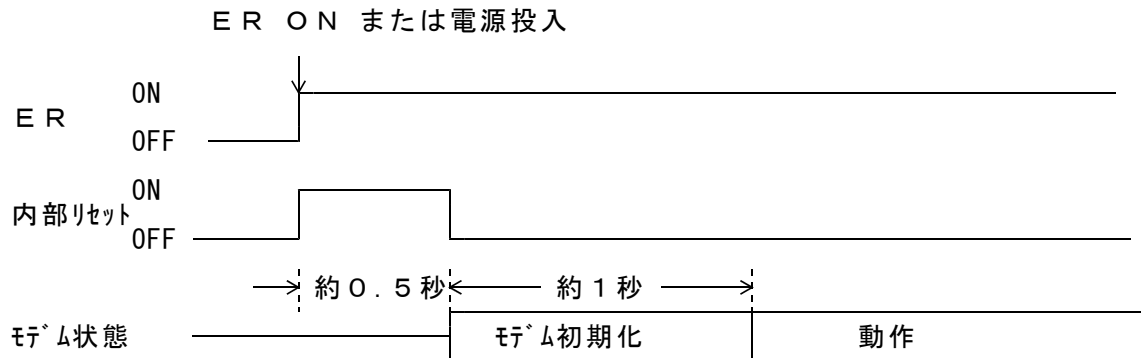 ＥＲ ＯＮ または電源投入
ON
ＥＲ
OFF
ON
内部ﾘｾｯﾄ
OFF
約０．５秒
約１秒
ﾓﾃﾞﾑ状態
ﾓﾃﾞﾑ初期化
動作